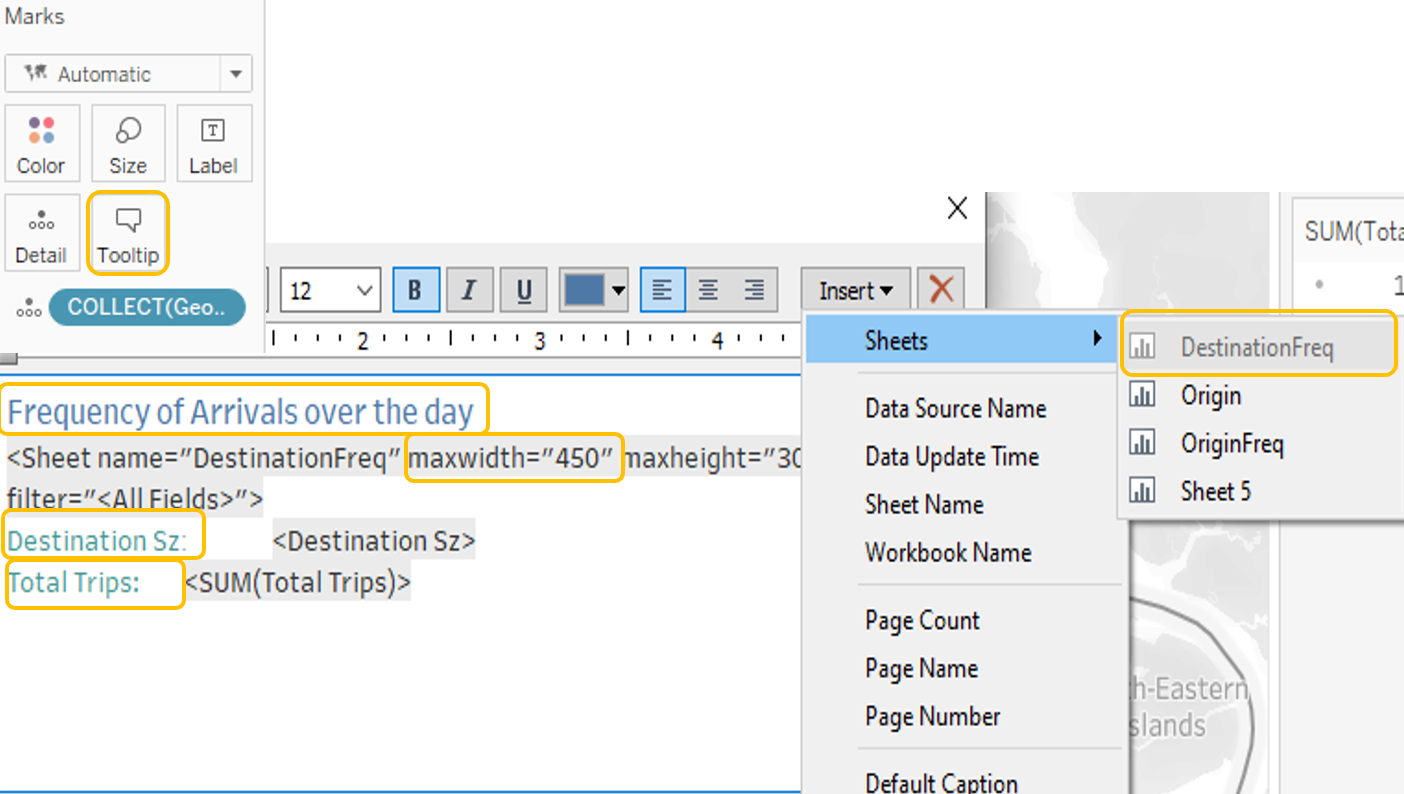 Marks
Automatic
Color Size Label
Detail Tooltip
COLLECT(Geo..
12 B I U Insert
2 3 4
Frequency of Arrivals over the day
<Sheet name="DestinationFreq" maxwidth="450" maxheight="30
filter="<All Fields>">
Destination Sz: <Destination Sz>
Total Trips: <SUM(Total Trips)>
Sheets
Data Source Name
Data Update Time
Sheet Name
Workbook Name
Page Count
Page Name
Page Number
Default Caption
DestinationFreq
Origin
OriginFreq
Sheet 5
SUM(Tota
1
th-Eastern
slands